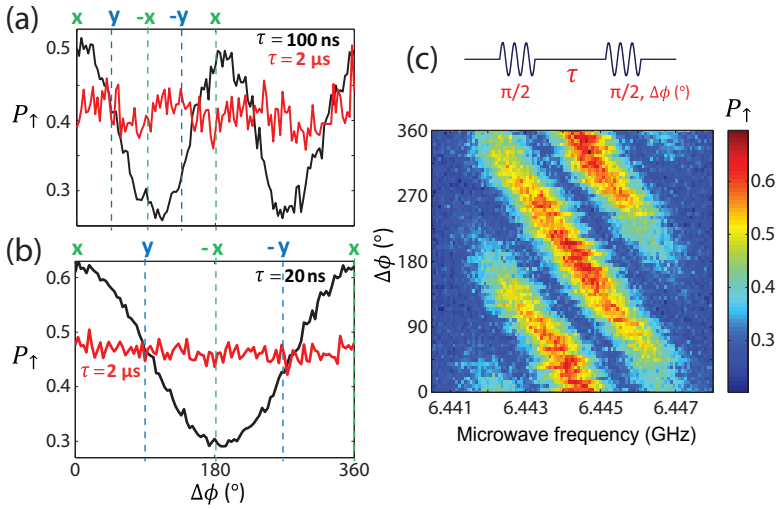 (a)
x y -x -y x
τ = 100 ns
τ = 2 μs
0.5
0.4
0.3
P↑
(b)
x y -x -y x
τ = 20 ns
τ = 2 μs
0.6
0.5
0.4
0.3
P↑
0 180 360
Δϕ (°)
(c)
τ
π/2 π/2, Δϕ (°)
P↑
360
270
180
90
0
Δϕ (°)
6.441 6.443 6.445 6.447
Microwave frequency (GHz)
0.6
0.5
0.4
0.3